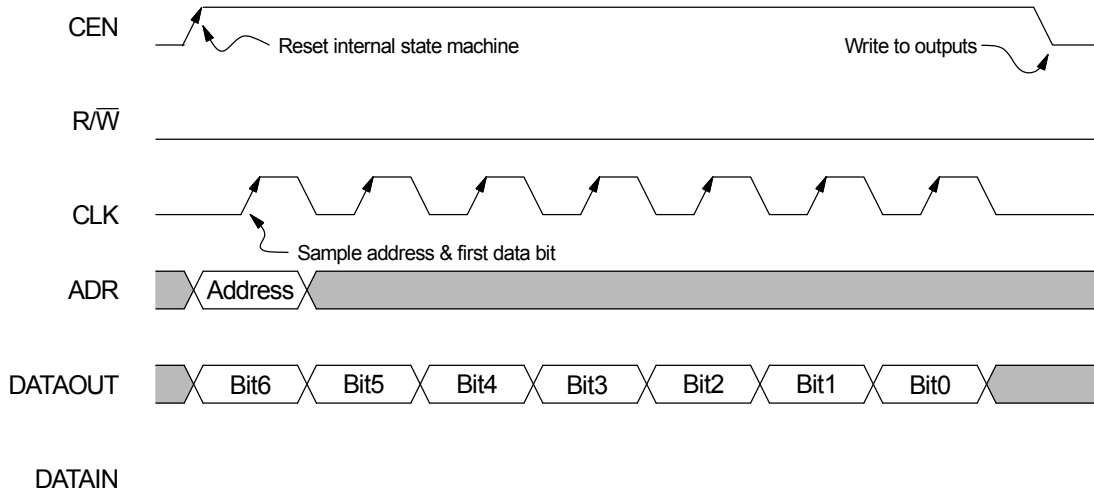 CEN
Reset internal state machine
Write to outputs
R/W̅
CLK
Sample address & first data bit
ADR
Address
DATAOUT
Bit6 Bit5 Bit4 Bit3 Bit2 Bit1 Bit0
DATAIN